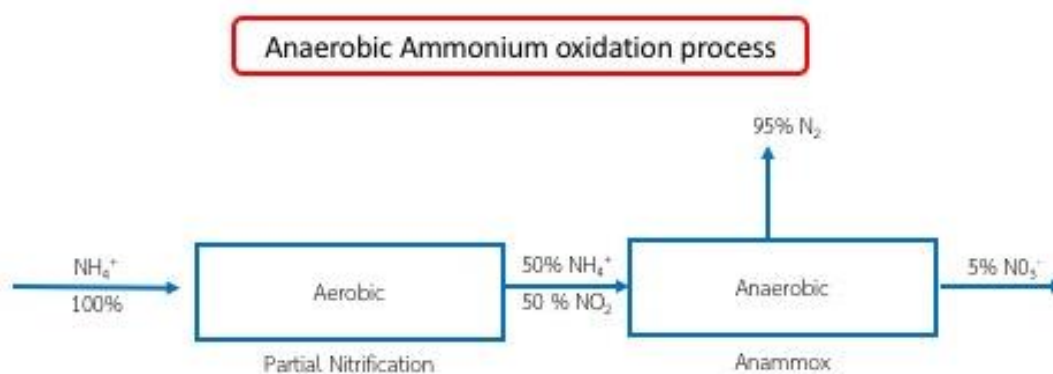 Anaerobic Ammonium oxidation process
95% N₂
NH₄⁺
100%
Aerobic
Partial Nitrification
50% NH₄⁺
50 % NO₂
Anaerobic
Anammox
5% N0₃⁻